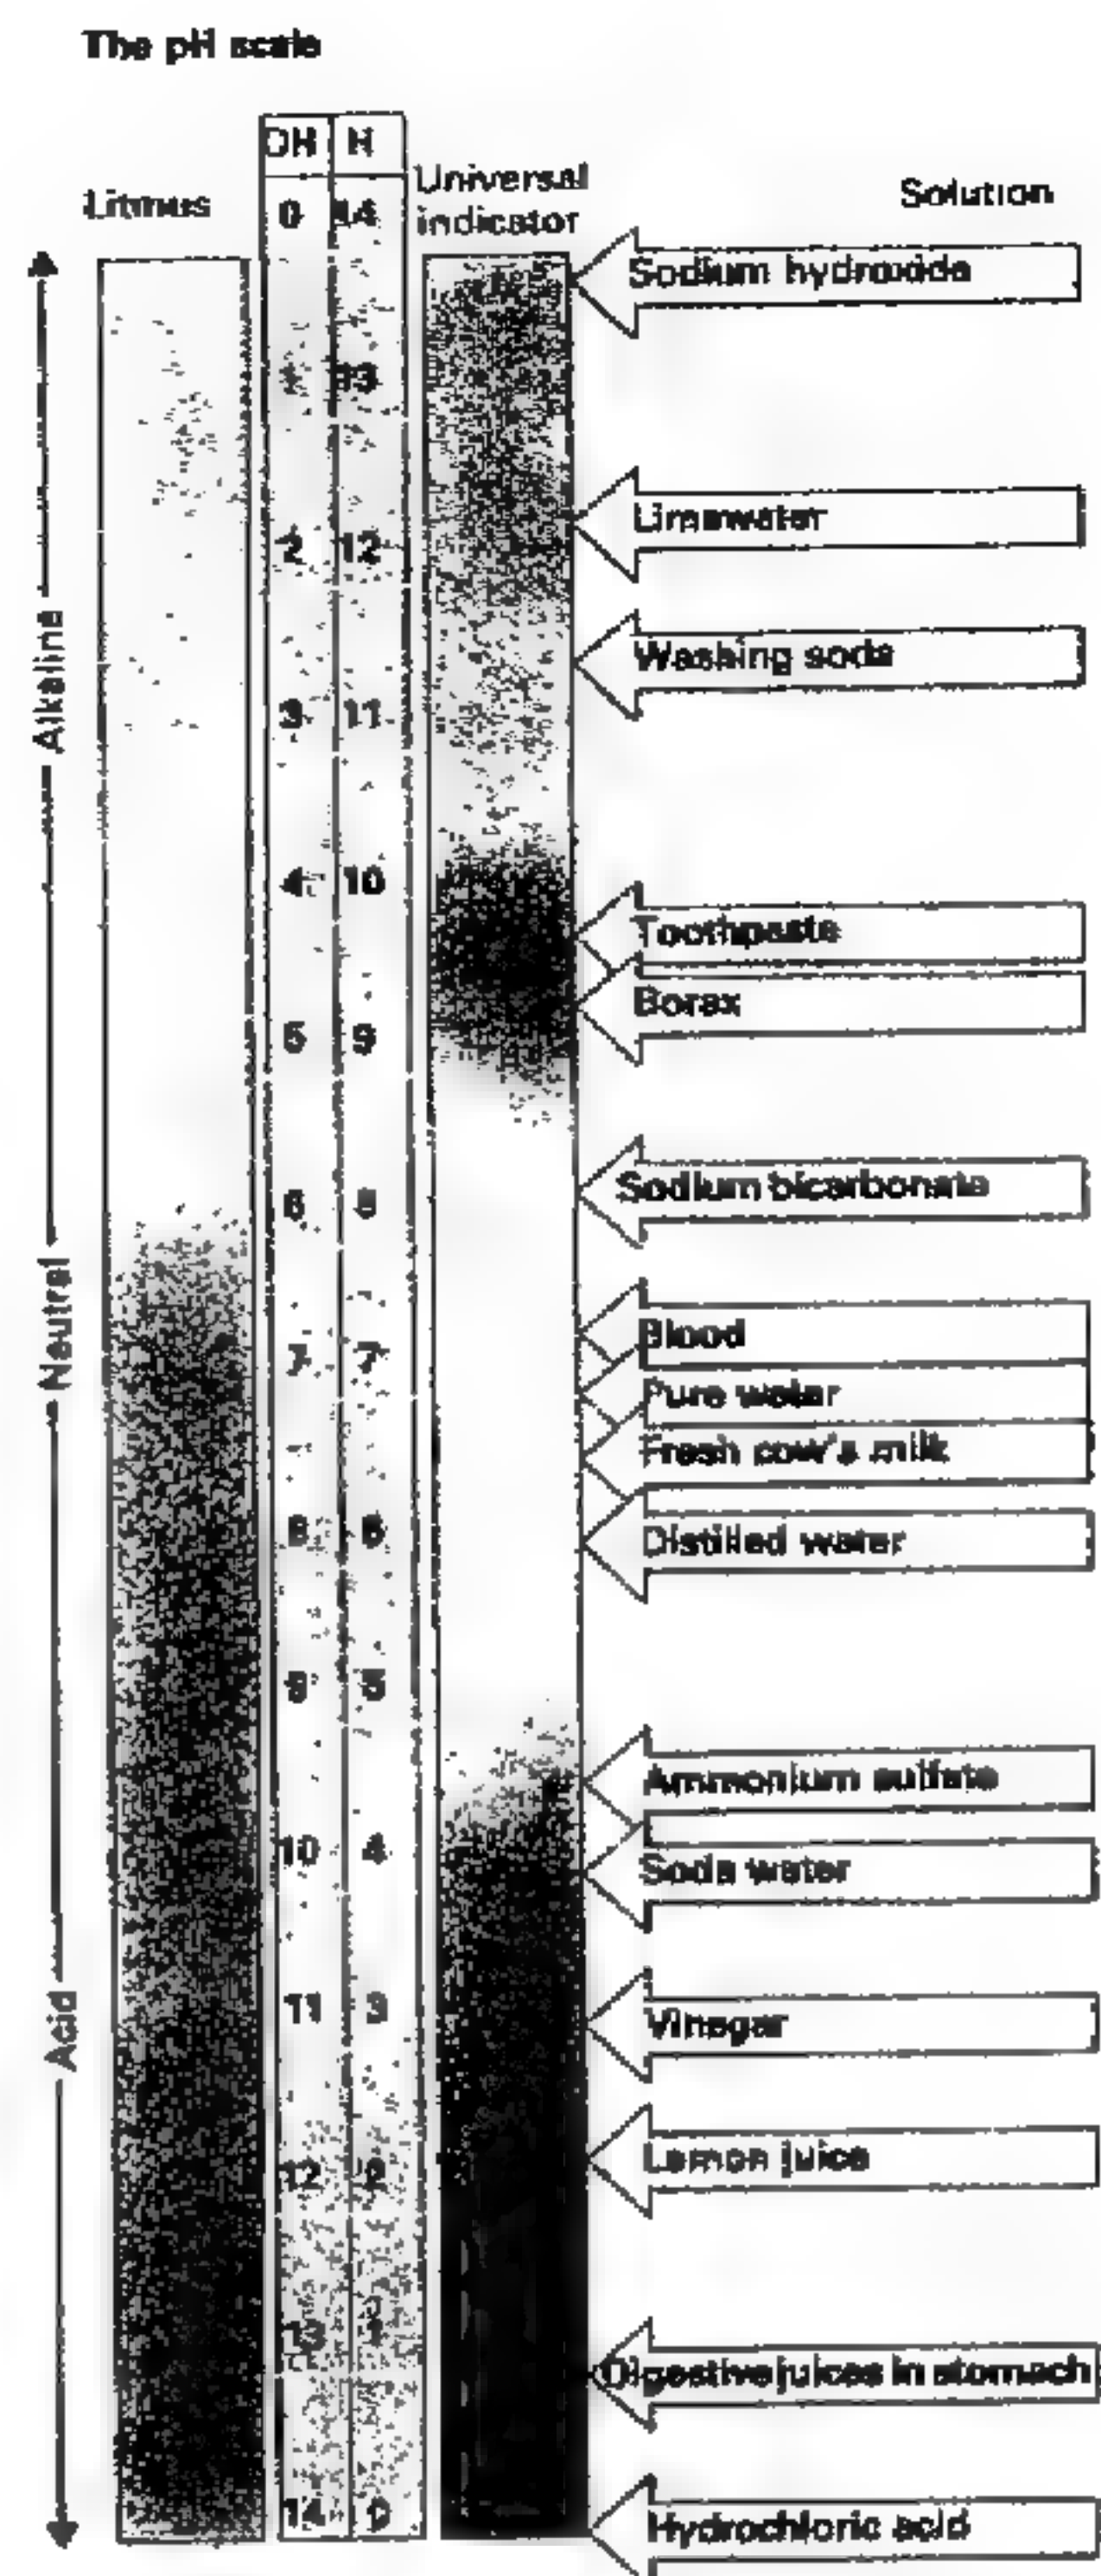 The pH scale
OH H
Litmus
Universal
indicator
Solution
0 14
1 13
2 12
3 11
4 10
5 9
6 8
7 7
8 6
9 5
10 4
11 3
12 2
13 1
14 0
Alkaline
Neutral
Acid
Sodium hydroxide
Limewater
Washing soda
Toothpaste
Borax
Sodium bicarbonate
Blood
Pure water
Fresh cow's milk
Distilled water
Ammonium sulfate
Soda water
Vinegar
Lemon juice
Digestive juices in stomach
Hydrochloric acid